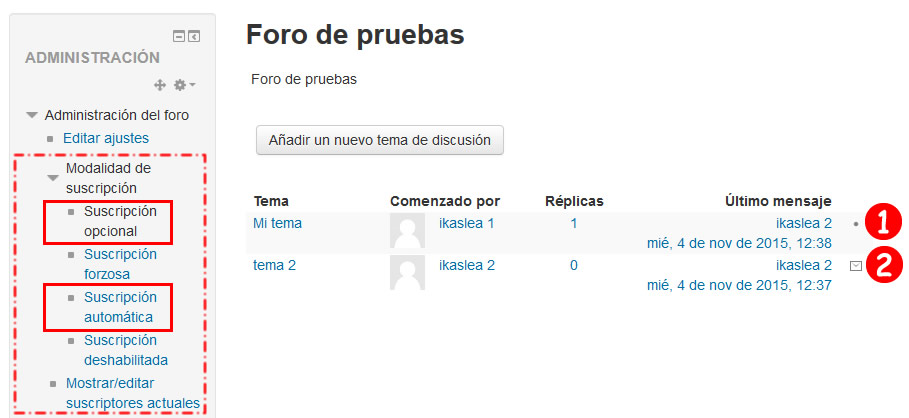 ADMINISTRACIÓN
Administración del foro
Editar ajustes
Modalidad de
suscripción
Suscripción
opcional
Suscripción
forzosa
Suscripción
automática
Suscripción
deshabilitada
Mostrar/editar
suscriptores actuales
Foro de pruebas
Foro de pruebas
Añadir un nuevo tema de discusión
Tema Comenzado por Réplicas Último mensaje
Mi tema ikaslea 1 1 ikaslea 2 1
mié, 4 de nov de 2015, 12:38
tema 2 ikaslea 2 0 ikaslea 2 2
mié, 4 de nov de 2015, 12:37